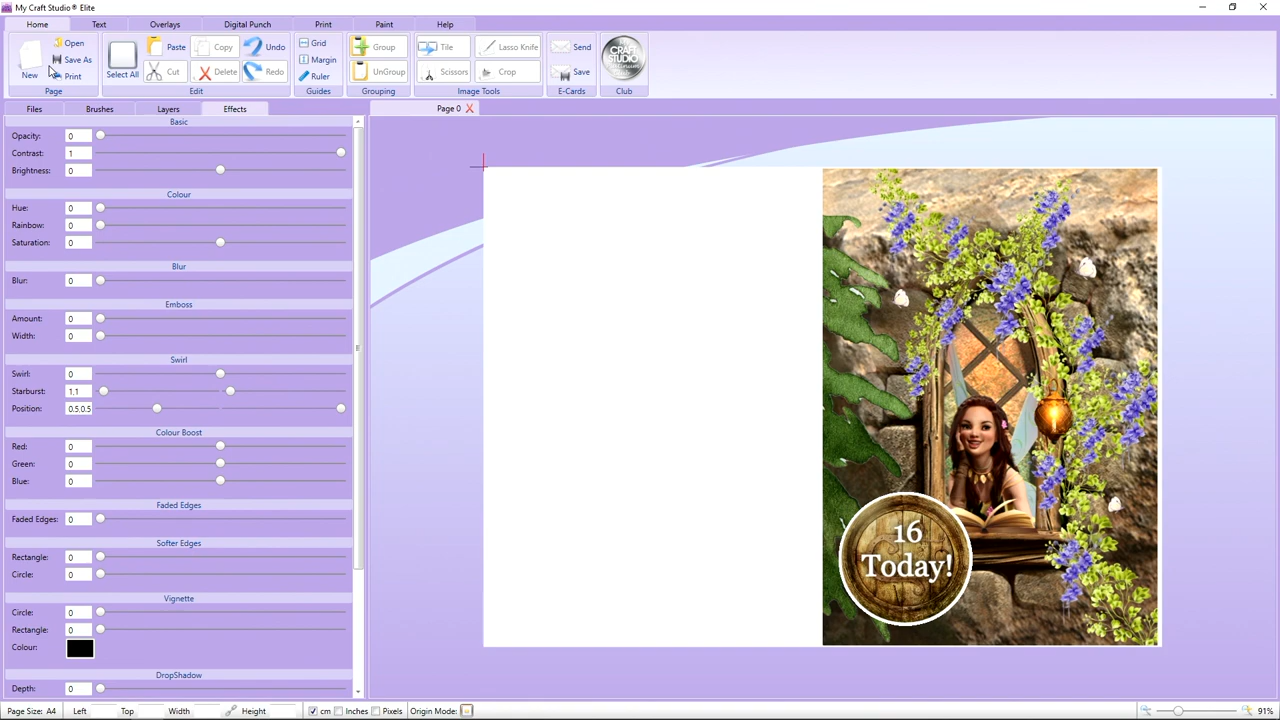 My Craft Studio® Elite
Home Text Overlays Digital Punch Print Paint Help
New Open Save As Print Page
Select All Paste Copy Undo Cut Delete Redo Edit
Grid Margin Ruler Guides
Group UnGroup Grouping
Tile Lasso Knife Scissors Crop Image Tools
Send Save E-Cards
MY CRAFT STUDIO Club
Files Brushes Layers Effects Page 0
Basic
Opacity: 0
Contrast: 1
Brightness: 0
Colour
Hue: 0
Rainbow: 0
Saturation: 0
Blur
Blur: 0
Emboss
Amount: 0
Width: 0
Swirl
Swirl: 0
Starburst: 1,1
Position: 0.5,0.5
Colour Boost
Red: 0
Green: 0
Blue: 0
Faded Edges
Faded Edges: 0
Softer Edges
Rectangle: 0
Circle: 0
Vignette
Circle: 0
Rectangle: 0
Colour:
DropShadow
Depth: 0
16
Today!
Page Size: A4 Left Top Width Height cm Inches Pixels Origin Mode: 91%